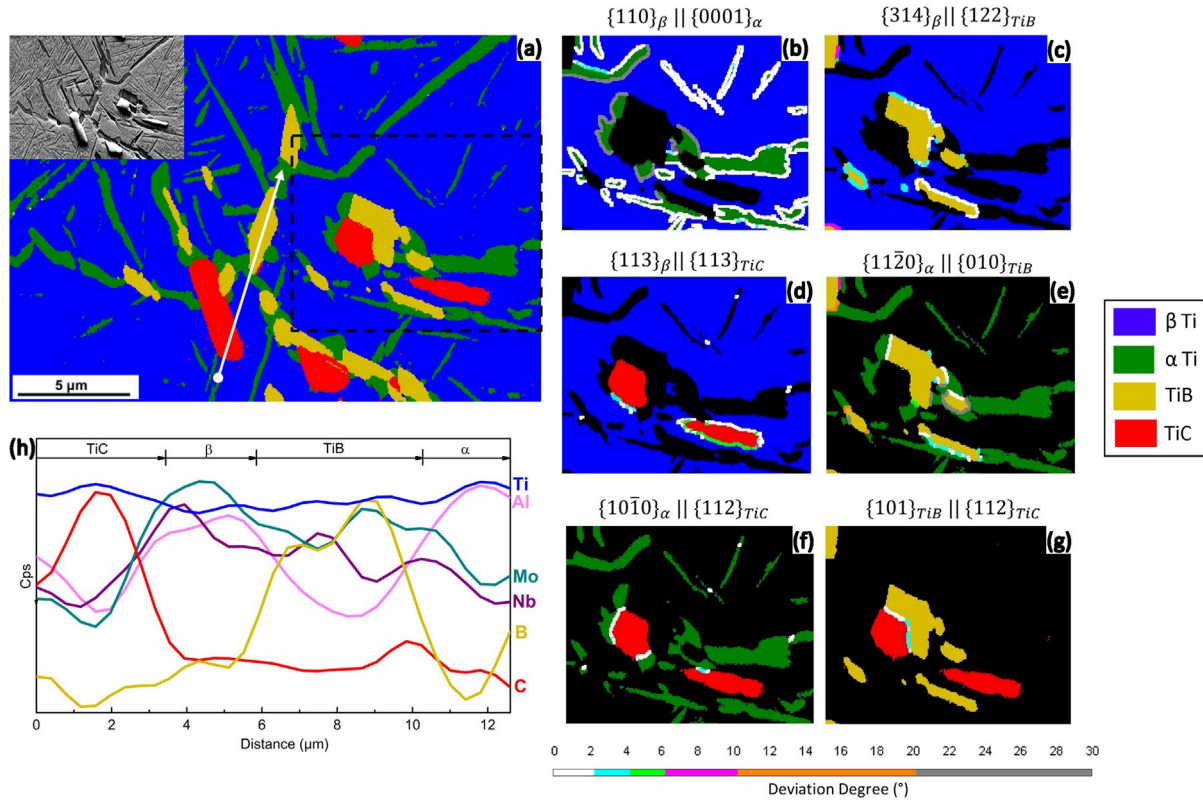 (a)
5 μm
{110}β || {0001}α
(b)
{314}β || {122}TiB
(c)
{113}β || {113}TiC
(d)
{112̄0}α || {010}TiB
(e)
β Ti
α Ti
TiB
TiC
(h)
TiC β TiB α
Ti
Al
Mo
Nb
B
C
Cps
0 2 4 6 8 10 12
Distance (μm)
{101̄0}α || {112}TiC
(f)
{101}TiB || {112}TiC
(g)
0 2 4 6 8 10 12 14 16 18 20 22 24 26 28 30
Deviation Degree (°)